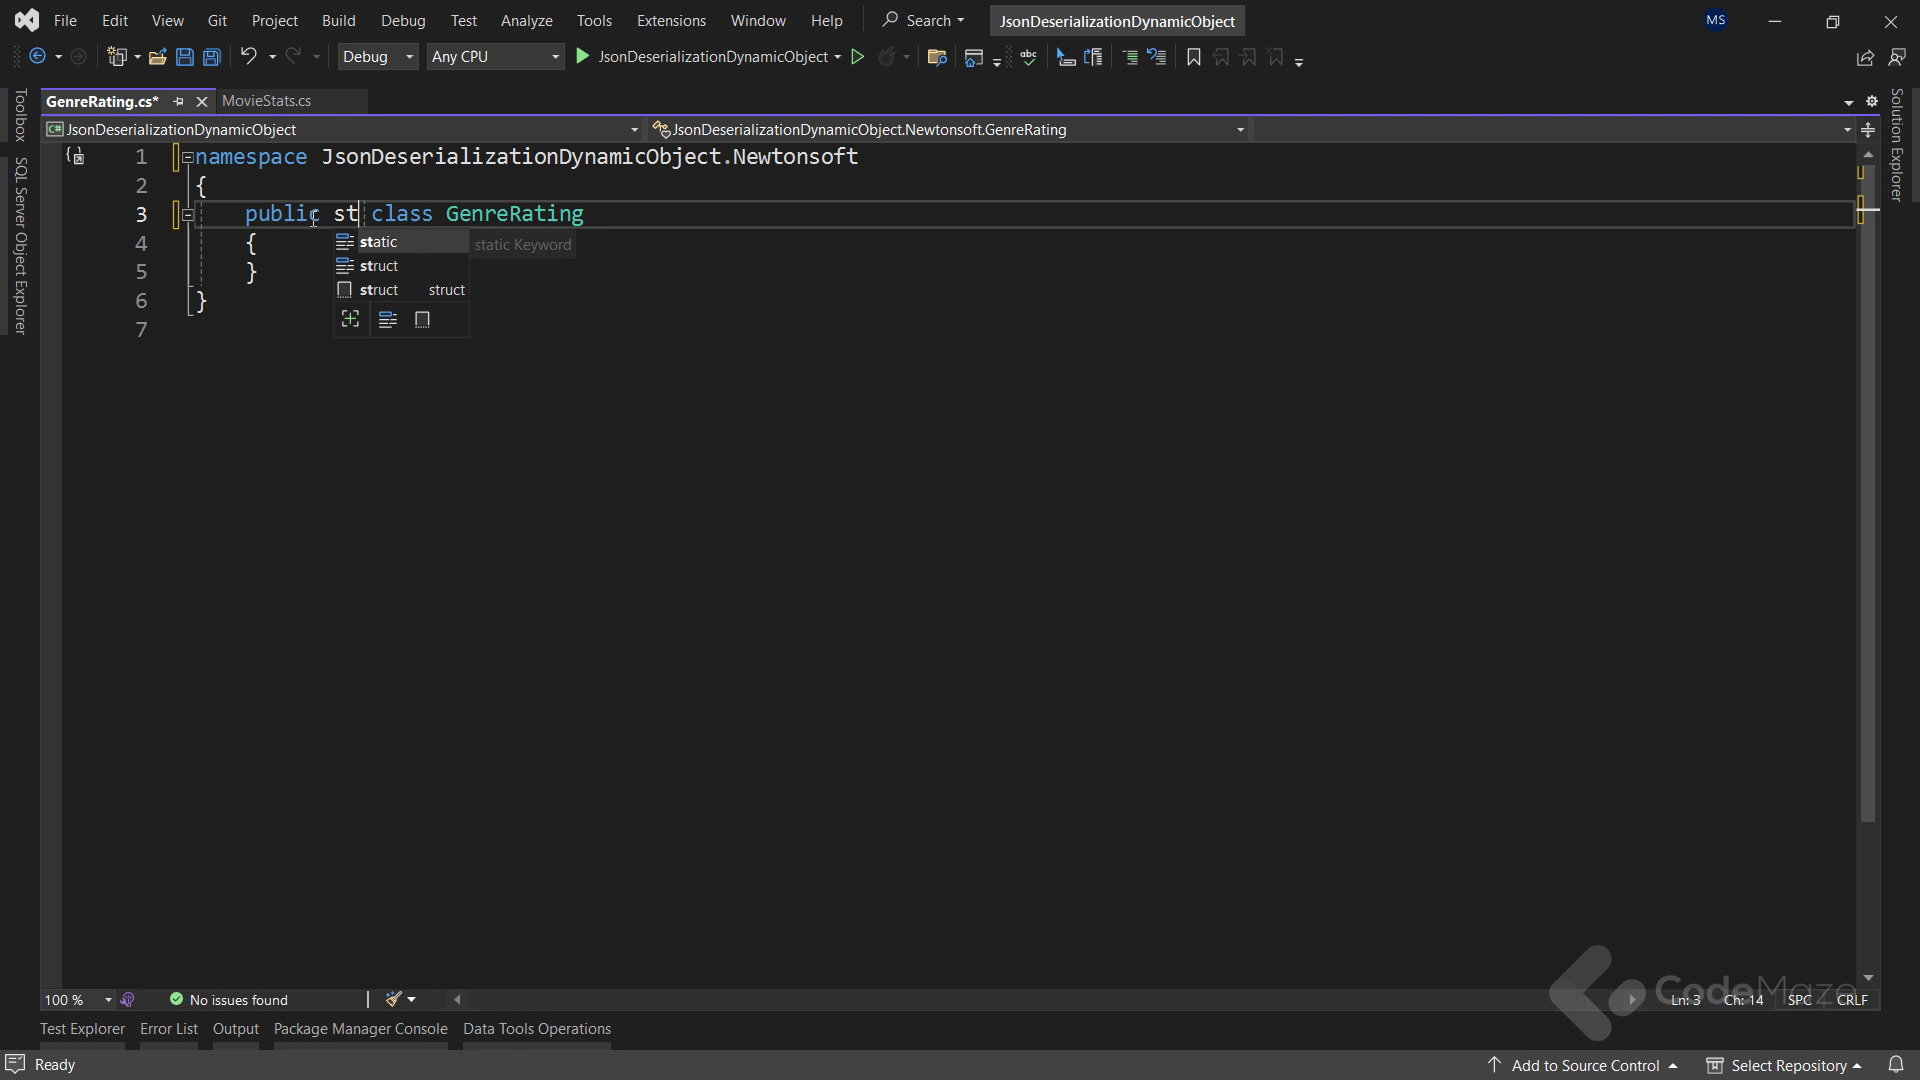 File Edit View Git Project Build Debug Test Analyze Tools Extensions Window Help Search JsonDeserializationDynamicObject MS
Debug Any CPU JsonDeserializationDynamicObject abc
GenreRating.cs* MovieStats.cs
C# JsonDeserializationDynamicObject JsonDeserializationDynamicObject.Newtonsoft.GenreRating
Toolbox
SQL Server Object Explorer
Solution Explorer
1 namespace JsonDeserializationDynamicObject.Newtonsoft
2 {
3 public st class GenreRating
4 {
5 }
6 }
7
static static Keyword
struct
struct struct
100 % No issues found Ln: 3 Ch: 14 SPC CRLF
CodeMaze
Test Explorer Error List Output Package Manager Console Data Tools Operations
Ready Add to Source Control Select Repository